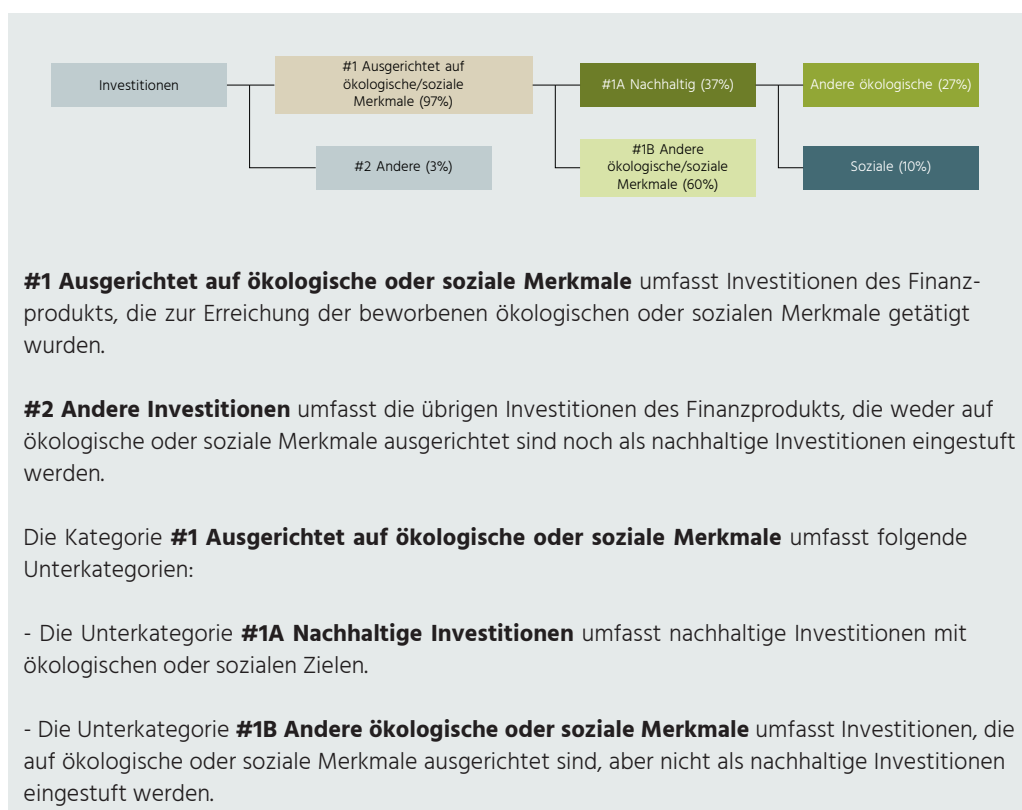 Investitionen
#1 Ausgerichtet auf
ökologische/soziale
Merkmale (97%)
#1A Nachhaltig (37%)
Andere ökologische (27%)
#2 Andere (3%)
#1B Andere
ökologische/soziale
Merkmale (60%)
Soziale (10%)
#1 Ausgerichtet auf ökologische oder soziale Merkmale umfasst Investitionen des Finanz-
produkts, die zur Erreichung der beworbenen ökologischen oder sozialen Merkmale getätigt
wurden.
#2 Andere Investitionen umfasst die übrigen Investitionen des Finanzprodukts, die weder auf
ökologische oder soziale Merkmale ausgerichtet sind noch als nachhaltige Investitionen eingestuft
werden.
Die Kategorie #1 Ausgerichtet auf ökologische oder soziale Merkmale umfasst folgende
Unterkategorien:
- Die Unterkategorie #1A Nachhaltige Investitionen umfasst nachhaltige Investitionen mit
ökologischen oder sozialen Zielen.
- Die Unterkategorie #1B Andere ökologische oder soziale Merkmale umfasst Investitionen, die
auf ökologische oder soziale Merkmale ausgerichtet sind, aber nicht als nachhaltige Investitionen
eingestuft werden.